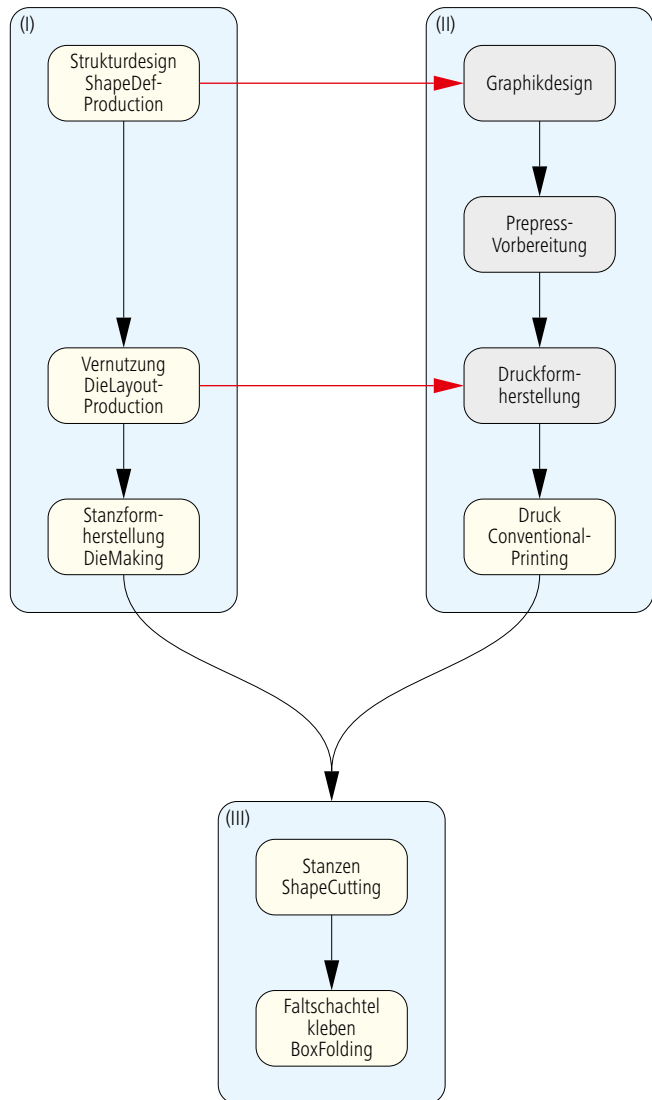 (I)
Strukturdesign
ShapeDef-
Production
Vernutzung
DieLayout-
Production
Stanzform-
herstellung
DieMaking
(II)
Graphikdesign
Prepress-
Vorbereitung
Druckform-
herstellung
Druck
Conventional-
Printing
(III)
Stanzen
ShapeCutting
Faltschachtel
kleben
BoxFolding